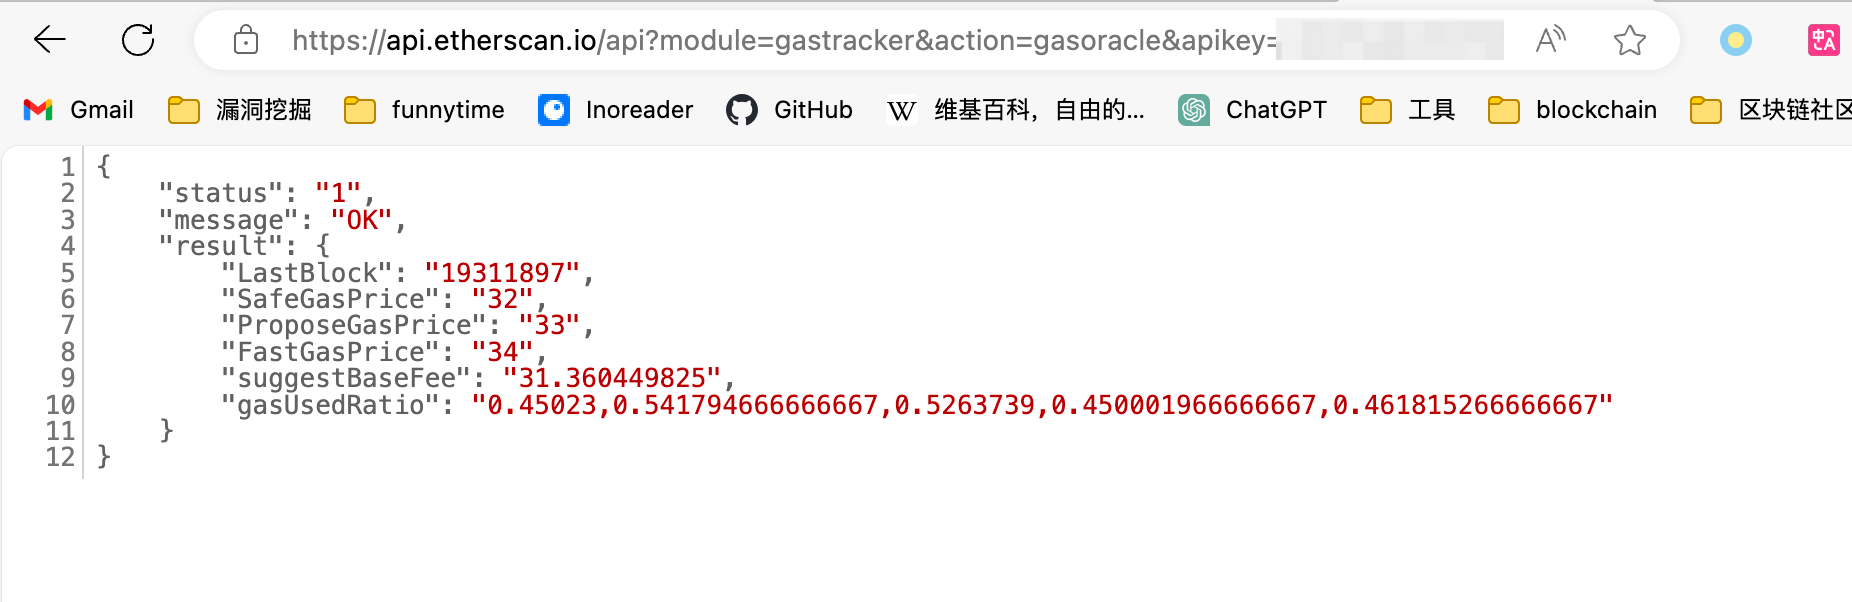 https://api.etherscan.io/api?module=gastracker&action=gasoracle&apikey=
Gmail 漏洞挖掘 funnytime Inoreader GitHub W 维基百科，自由的... ChatGPT 工具 blockchain 区块链社区
1 {
2 "status": "1",
3 "message": "OK",
4 "result": {
5 "LastBlock": "19311897",
6 "SafeGasPrice": "32",
7 "ProposeGasPrice": "33",
8 "FastGasPrice": "34",
9 "suggestBaseFee": "31.360449825",
10 "gasUsedRatio": "0.45023,0.541794666666667,0.5263739,0.450001966666667,0.461815266666667"
11 }
12 }